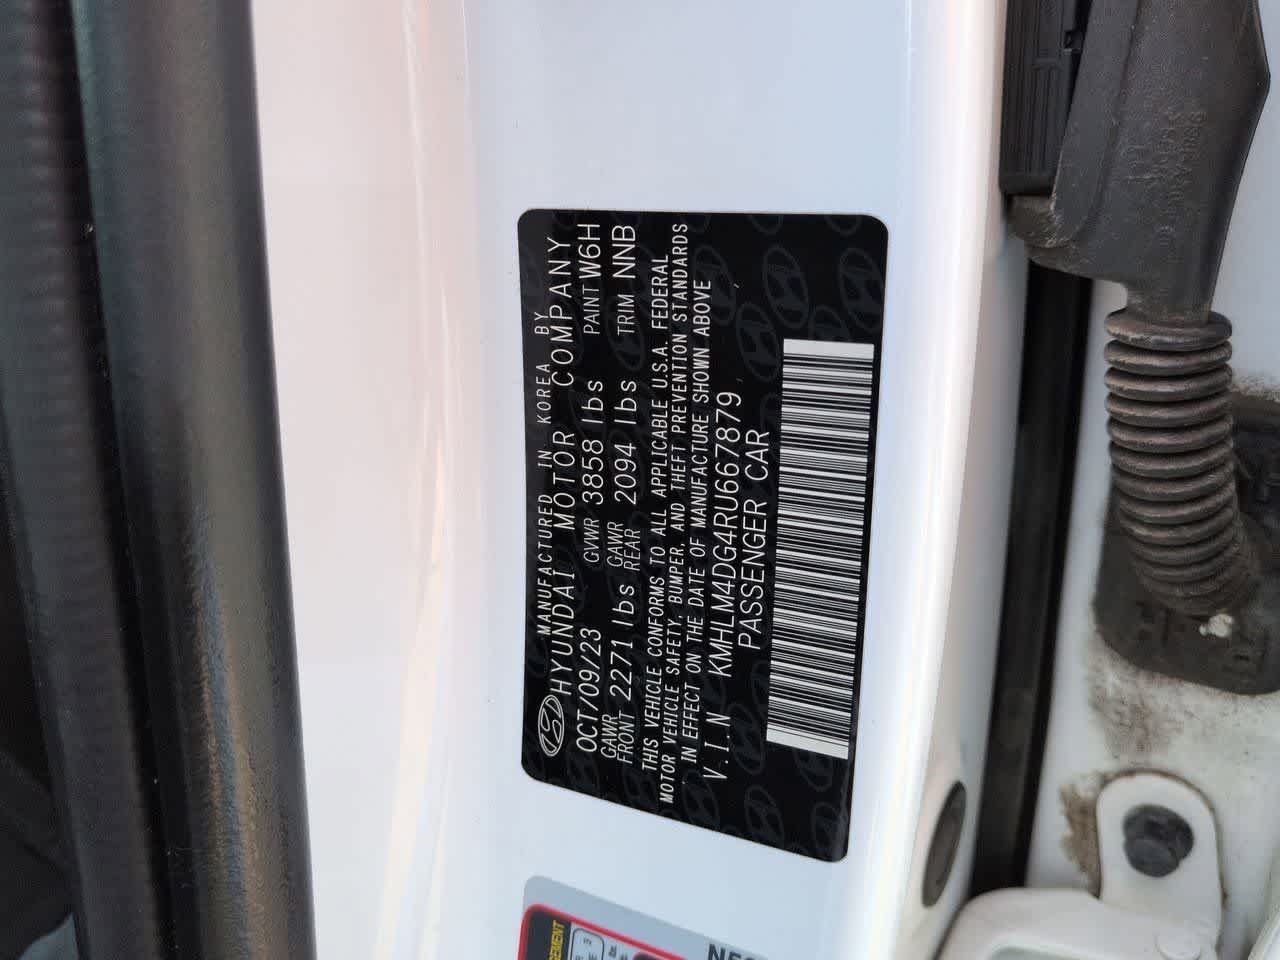 MANUFACTURED IN KOREA BY
HYUNDAI MOTOR COMPANY
OCT/09/23 GVWR 3858 lbs PAINT W6H
GAWR FRONT 2271 lbs GAWR REAR 2094 lbs TRIM NNB
THIS VEHICLE CONFORMS TO ALL APPLICABLE U.S.A. FEDERAL
MOTOR VEHICLE SAFETY, BUMPER, AND THEFT PREVENTION STANDARDS
IN EFFECT ON THE DATE OF MANUFACTURE SHOWN ABOVE
V.I.N KMHLM4DG4RU667879
PASSENGER CAR